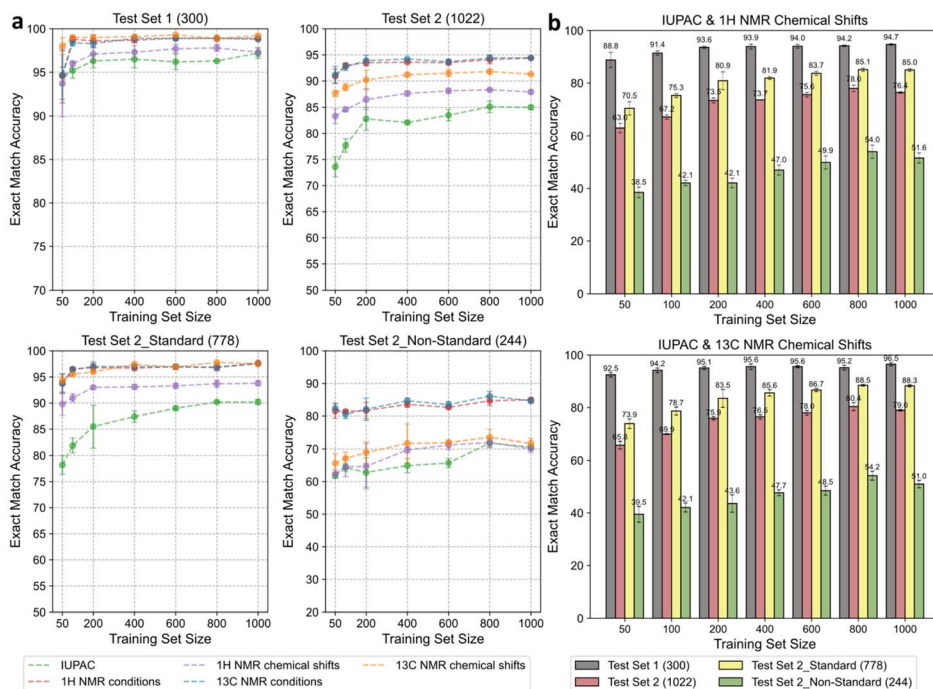 a
Test Set 1 (300)
Exact Match Accuracy
100
95
90
85
80
75
70
50
200
400
600
800
1000
Training Set Size
Test Set 2 (1022)
Exact Match Accuracy
100
95
90
85
80
75
70
50
200
400
600
800
1000
Training Set Size
Test Set 2_Standard (778)
Exact Match Accuracy
100
95
90
85
80
75
70
65
60
55
50
50
200
400
600
800
1000
Training Set Size
Test Set 2_Non-Standard (244)
Exact Match Accuracy
100
90
80
70
60
50
40
30
20
50
200
400
600
800
1000
Training Set Size
IUPAC
1H NMR conditions
1H NMR chemical shifts
13C NMR conditions
13C NMR chemical shifts
b
IUPAC & 1H NMR Chemical Shifts
Exact Match Accuracy
100
80
60
40
20
0
88.8 63.0 70.5 38.5
91.4 67.2 75.3 42.1
93.6 73.5 80.9 42.1
93.9 73.7 81.9 47.0
94.0 75.6 83.7 49.9
94.2 78.0 85.1 54.0
94.7 76.4 85.0 51.6
50
100
200
400
600
800
1000
Training Set Size
IUPAC & 13C NMR Chemical Shifts
Exact Match Accuracy
100
80
60
40
20
0
92.5 65.8 73.9 39.5
94.2 69.9 78.7 42.1
95.1 75.9 83.5 43.6
95.6 76.5 85.6 47.7
95.6 78.0 86.7 48.5
95.2 80.4 88.5 54.2
96.5 79.0 88.3 51.0
50
100
200
400
600
800
1000
Training Set Size
Test Set 1 (300)
Test Set 2 (1022)
Test Set 2_Standard (778)
Test Set 2_Non-Standard (244)